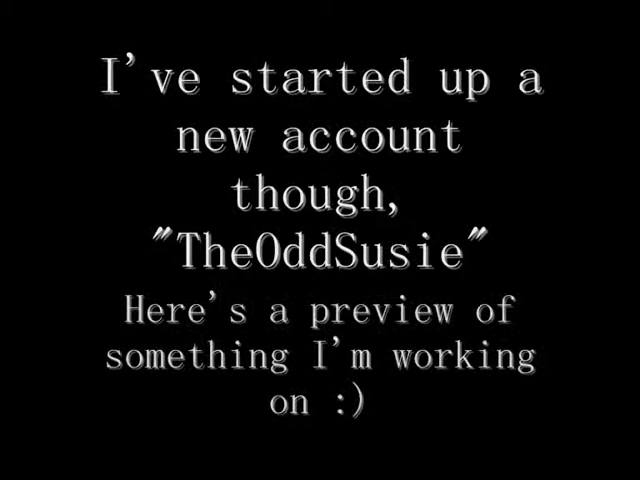 I've started up a
new account
though,
"TheOddSusie"
Here's a preview of
something I'm working
on :)